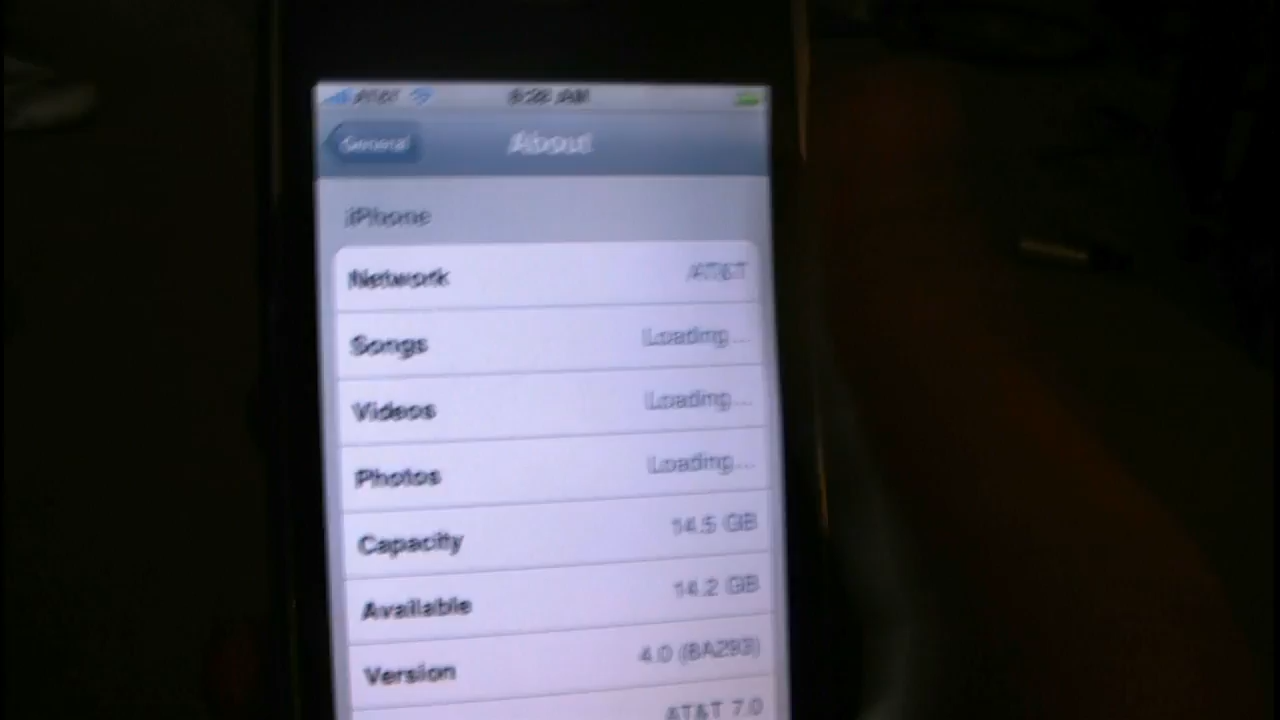 AT&T 8:28 AM
General About
iPhone
Network AT&T
Songs Loading...
Videos Loading...
Photos Loading...
Capacity 14.5 GB
Available 14.2 GB
Version 4.0 (8A293)
AT&T 7.0